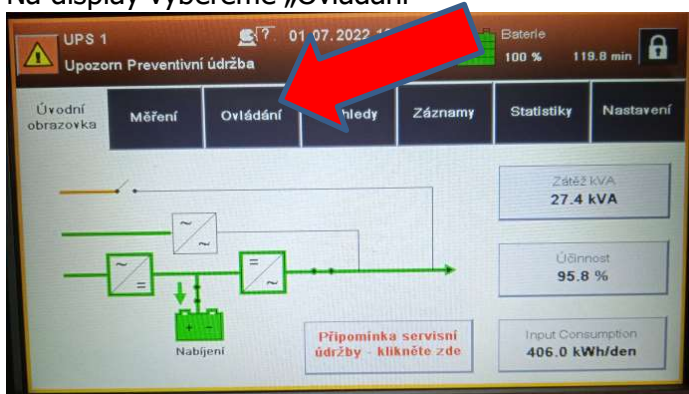 Na display vybereme „Ovládání
UPS 1
01.07.2022
Baterie
Upozorn Preventivní údržba
100 % 119.8 min
Úvodní obrazovka
Měření
Ovládání
hledy
Záznamy
Statistiky
Nastavení
Zátěž kVA
27.4 kVA
Účinnost
95.8 %
Nabíjení
Připomínka servisní
údržby - klikněte zde
Input Consumption
406.0 kWh/den